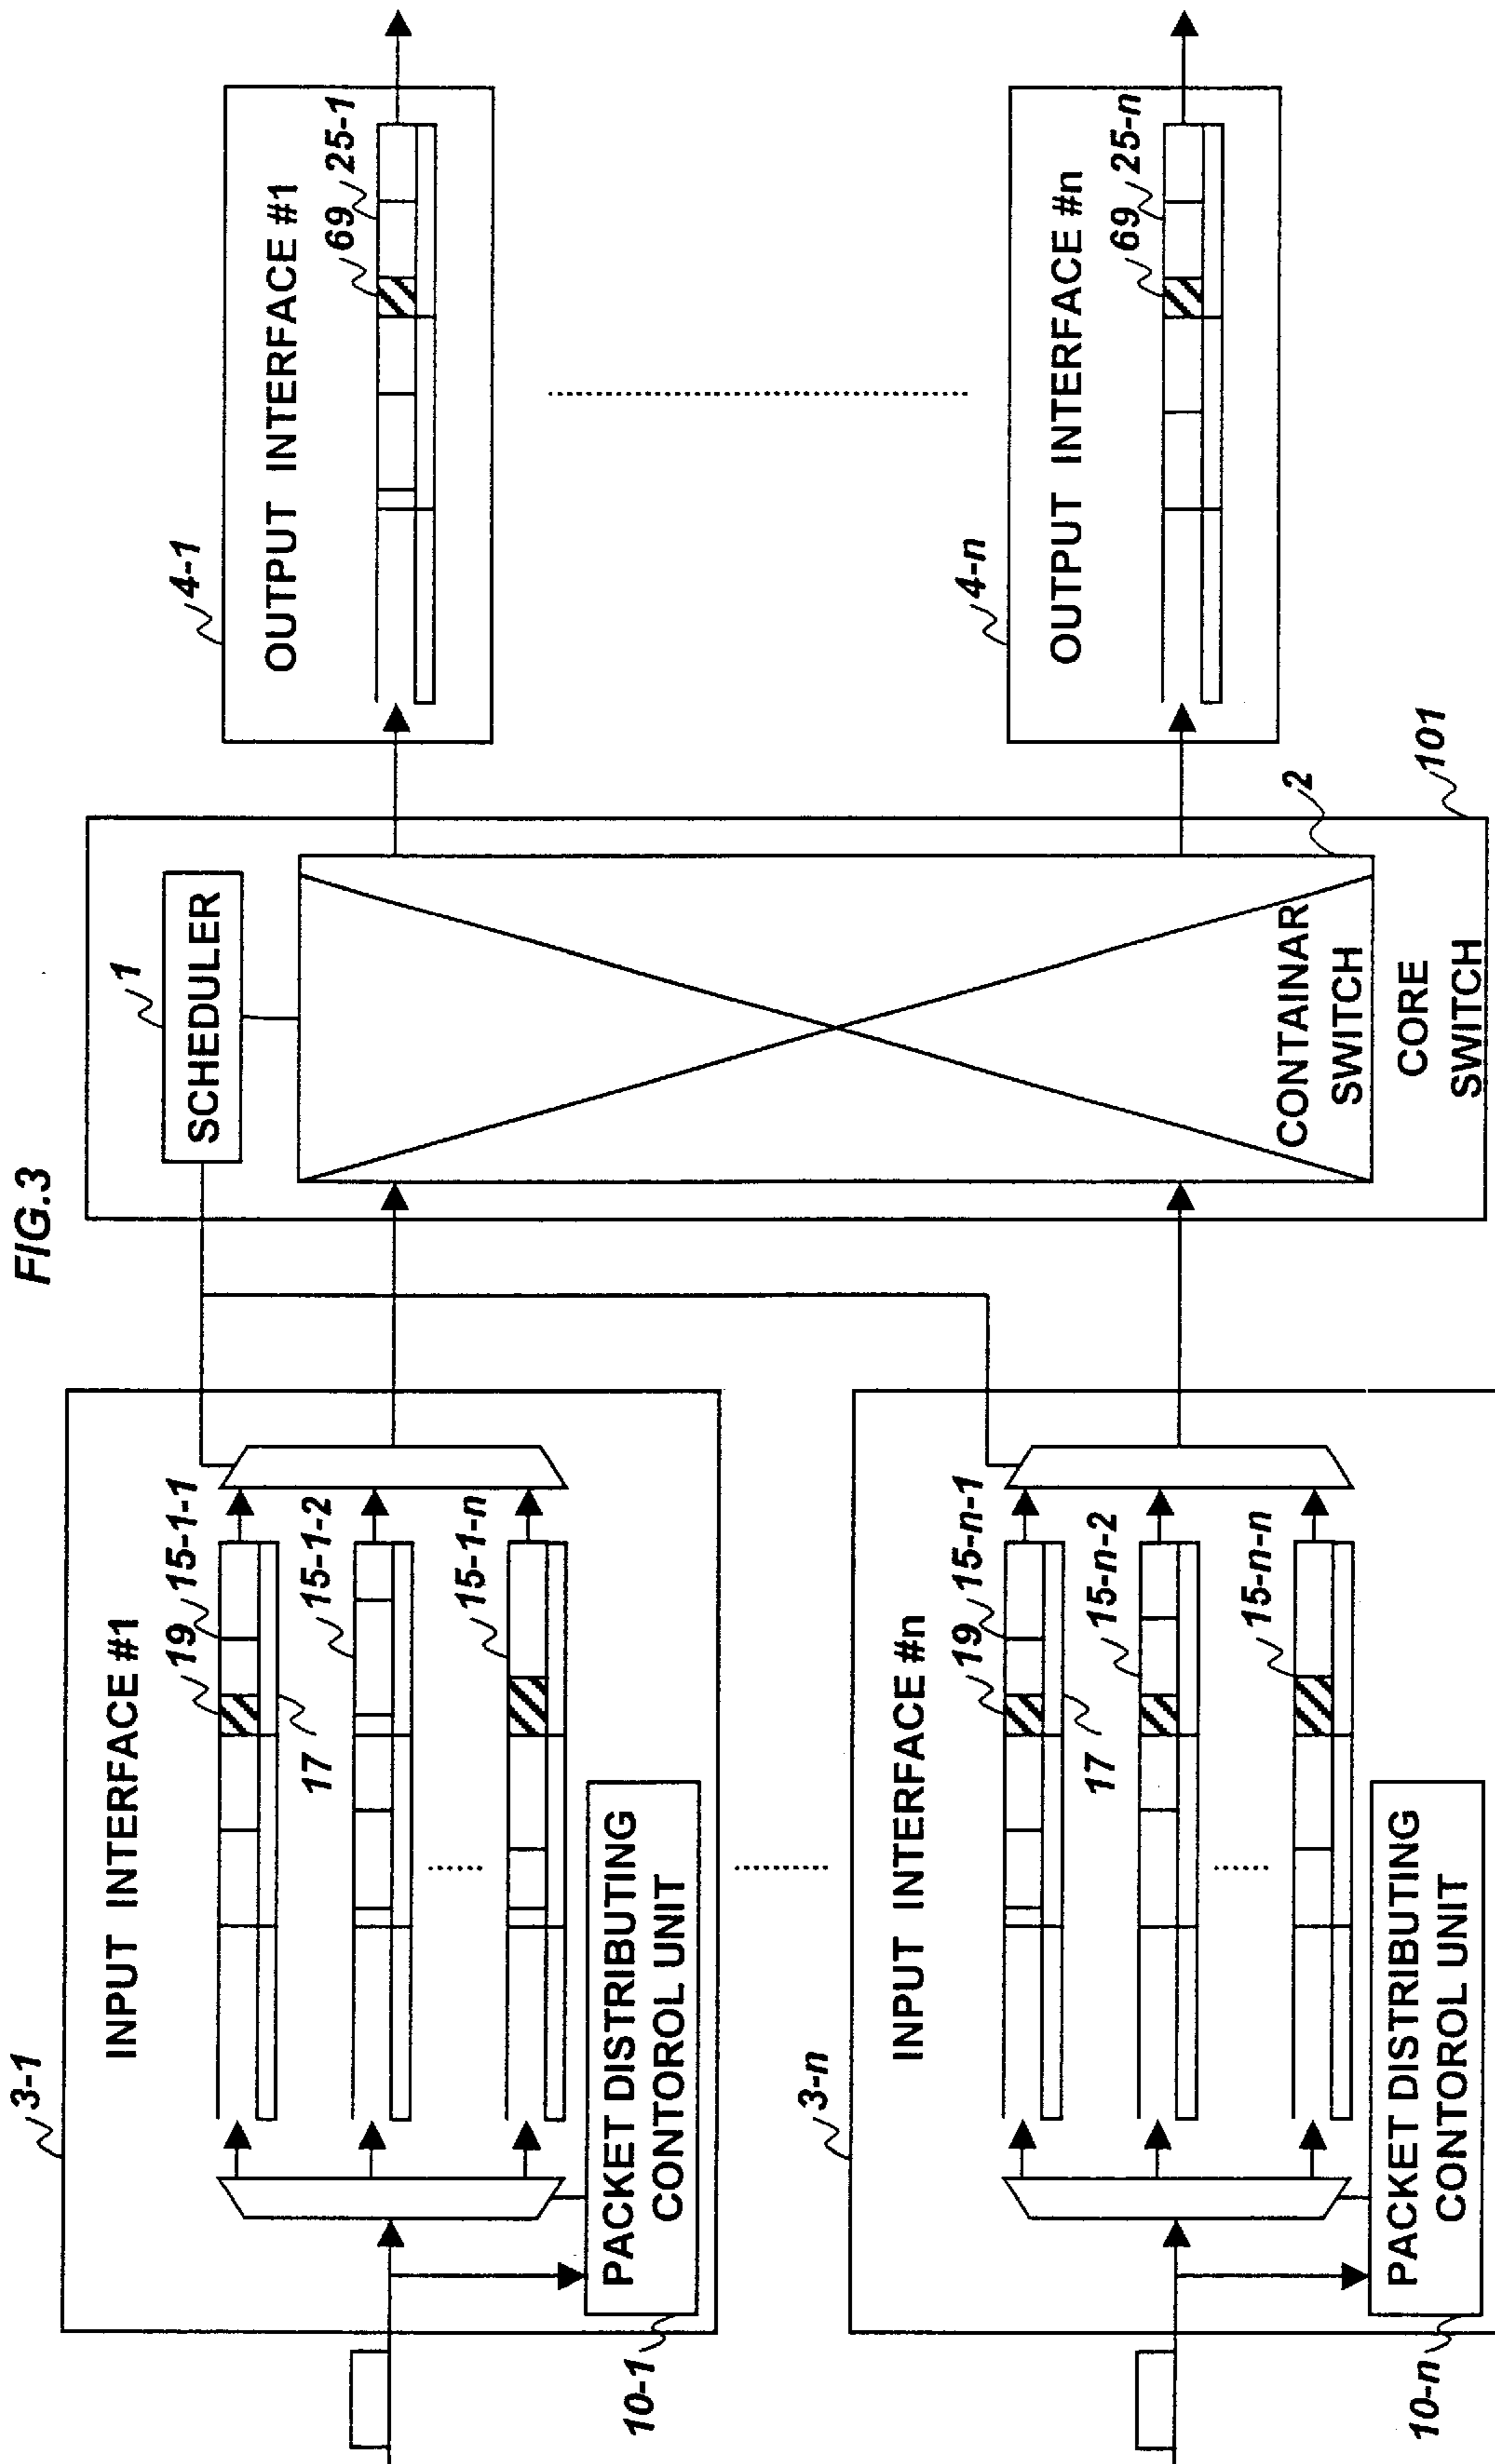 FIG.3
3-1
INPUT INTERFACE #1
19
15-1-1
17
15-1-2
15-1-n
PACKET DISTRIBUTING
CONTOROL UNIT
10-1
3-n
INPUT INTERFACE #n
19
15-n-1
17
15-n-2
15-n-n
PACKET DISTRIBUTING
CONTOROL UNIT
10-n
1
SCHEDULER
CONTAINAR
SWITCH
2
CORE
SWITCH
101
4-1
OUTPUT INTERFACE #1
69
25-1
4-n
OUTPUT INTERFACE #n
69
25-n